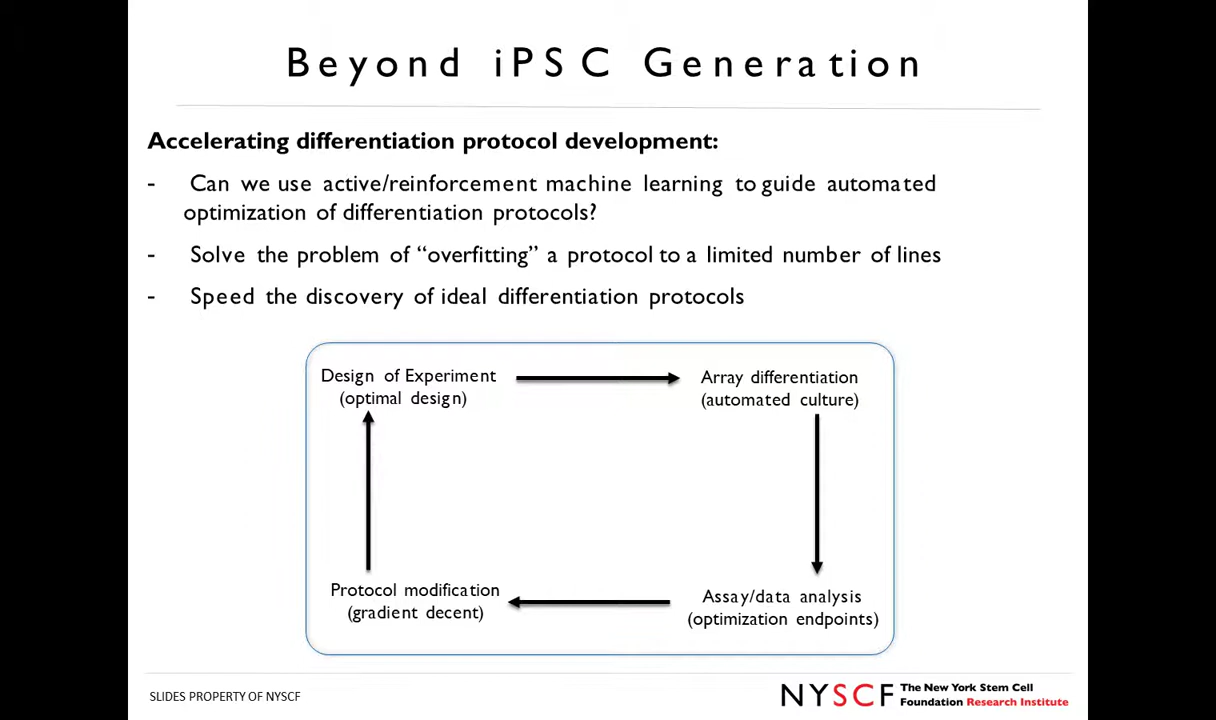 Beyond iPSC Generation
Accelerating differentiation protocol development:
- Can we use active/reinforcement machine learning to guide automated
optimization of differentiation protocols?
- Solve the problem of “overfitting” a protocol to a limited number of lines
- Speed the discovery of ideal differentiation protocols
Design of Experiment
(optimal design)
Array differentiation
(automated culture)
Protocol modification
(gradient decent)
Assay/data analysis
(optimization endpoints)
SLIDES PROPERTY OF NYSCF
NYSCF
The New York Stem Cell
Foundation Research Institute